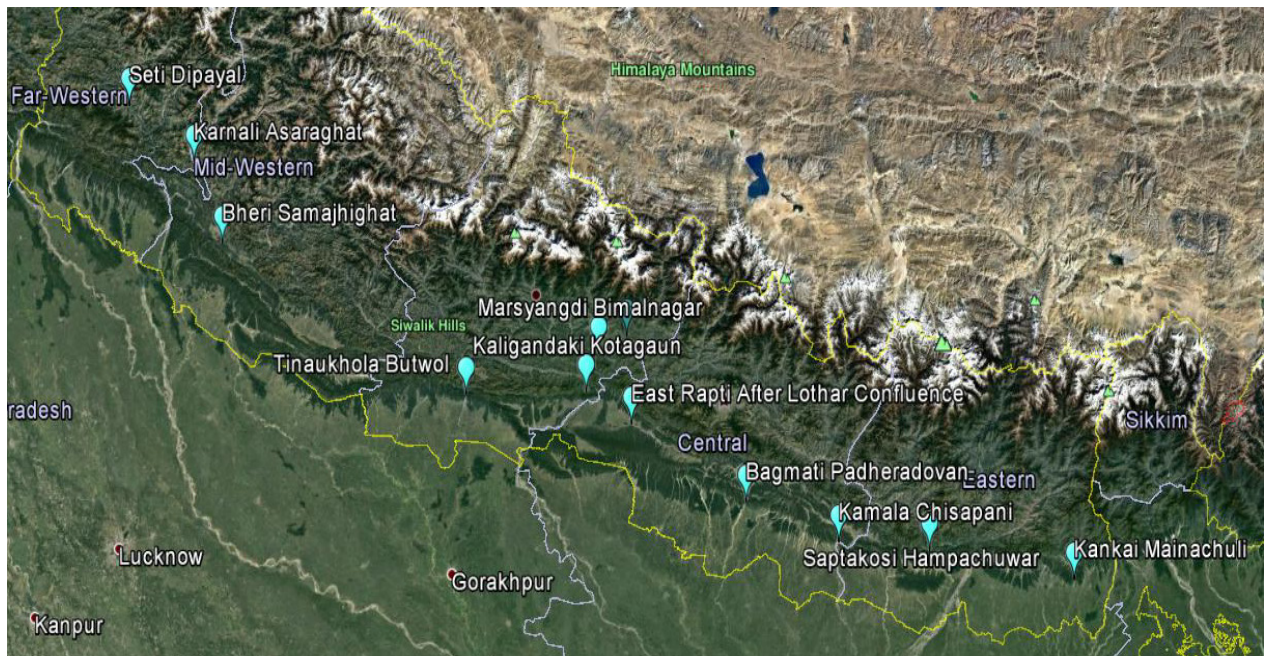 Himalaya Mountains
Seti Dipayal
Far-Western
Karnali Asaraghat
Mid-Western
Bheri Samajhighat
Marsyangdi Bimalnagar
Siwalik Hills
Kaligandaki Kotagaun
Tinaukhola Butwol
East Rapti After Lothar Confluence
radesh
Sikkim
Central
Bagmati Padheradovan
Eastern
Kamala Chisapani
Saptakosi Hampachuwar
Kankai Mainachuli
Lucknow
Gorakhpur
Kanpur